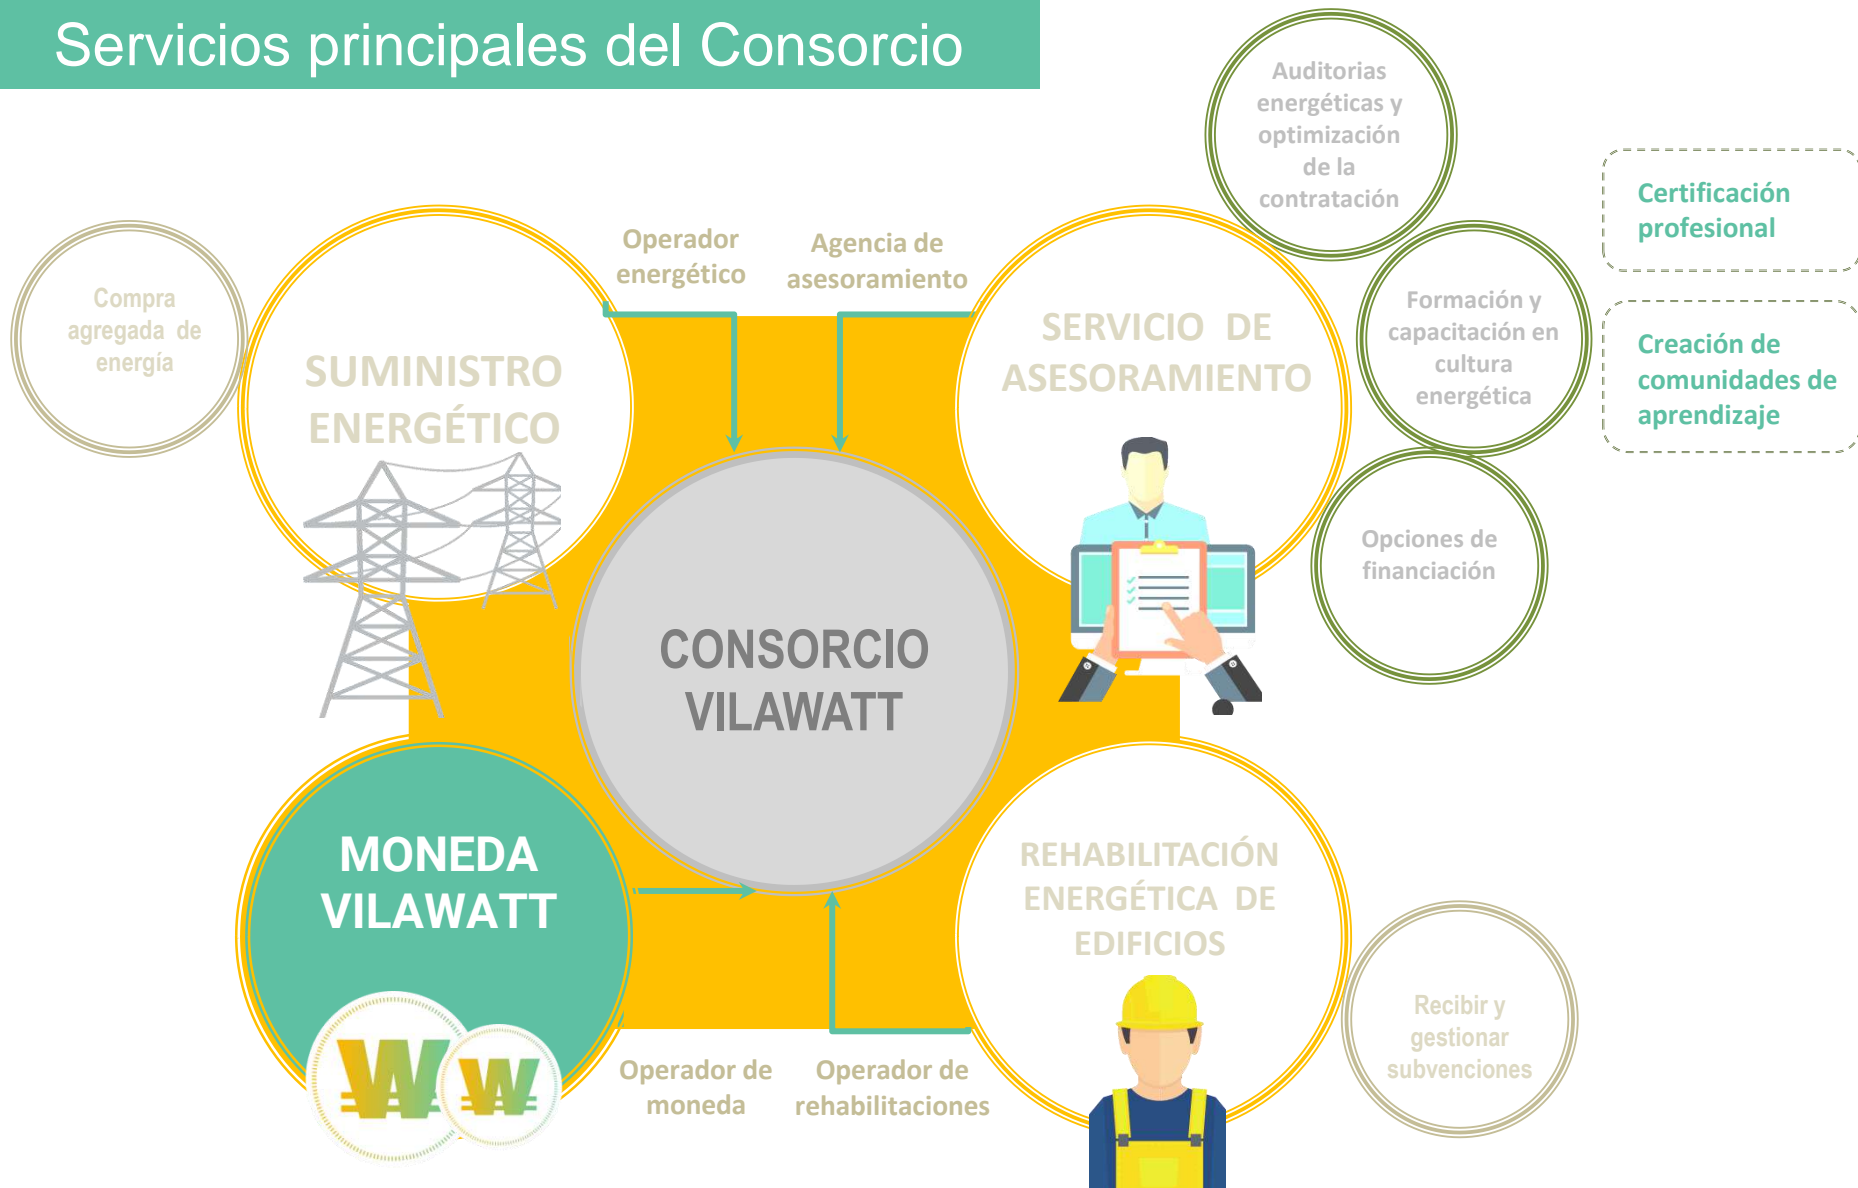 Servicios principales del Consorcio
Auditorias
energéticas y
optimización
de la
contratación
Certificación
profesional
Operador
energético
Agencia de
asesoramiento
Compra
agregada de
energía
SUMINISTRO
ENERGÉTICO
SERVICIO DE
ASESORAMIENTO
Formación y
capacitación en
cultura
energética
Creación de
comunidades de
aprendizaje
Opciones de
financiación
CONSORCIO
VILAWATT
MONEDA
VILAWATT
REHABILITACIÓN
ENERGÉTICA DE
EDIFICIOS
Recibir y
gestionar
subvenciones
Operador de
moneda
Operador de
rehabilitaciones